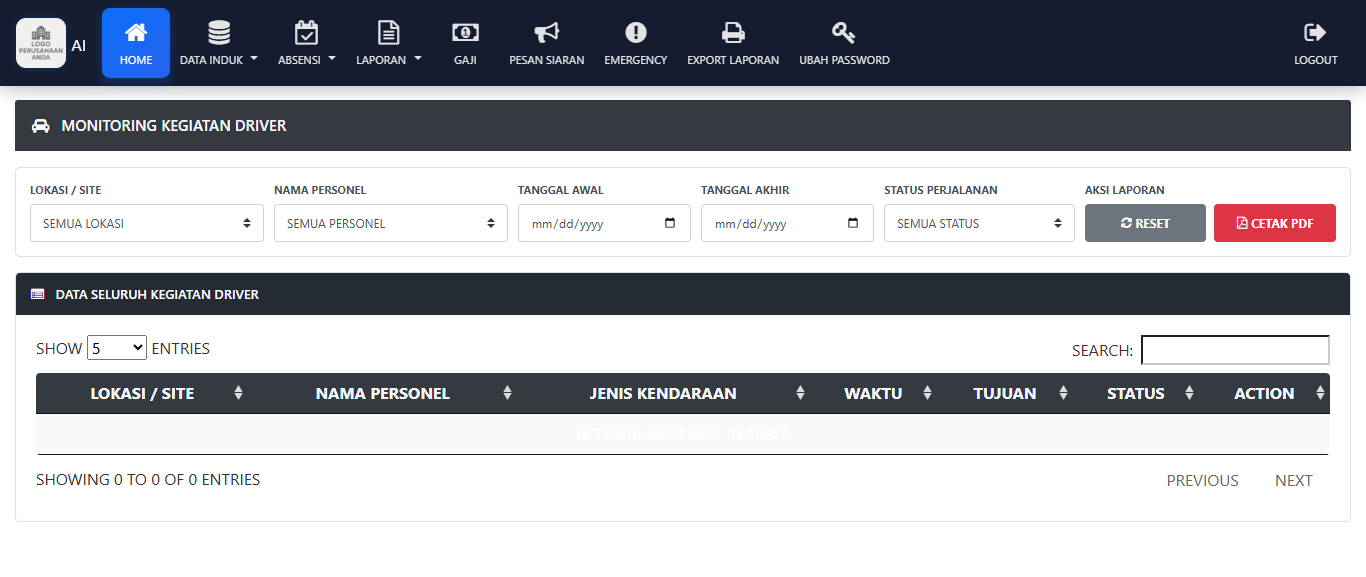 LOGO
PERUSAHAAN
ANDA
AI
HOME
DATA INDUK
ABSENSI
LAPORAN
GAJI
PESAN SIARAN
EMERGENCY
EXPORT LAPORAN
UBAH PASSWORD
LOGOUT
MONITORING KEGIATAN DRIVER
LOKASI / SITE
NAMA PERSONEL
TANGGAL AWAL
TANGGAL AKHIR
STATUS PERJALANAN
AKSI LAPORAN
SEMUA LOKASI
SEMUA PERSONEL
mm/dd/yyyy
mm/dd/yyyy
SEMUA STATUS
RESET
CETAK PDF
DATA SELURUH KEGIATAN DRIVER
SHOW 5 ENTRIES
SEARCH:
LOKASI / SITE
NAMA PERSONEL
JENIS KENDARAAN
WAKTU
TUJUAN
STATUS
ACTION
NO DATA AVAILABLE IN TABLE
SHOWING 0 TO 0 OF 0 ENTRIES
PREVIOUS
NEXT